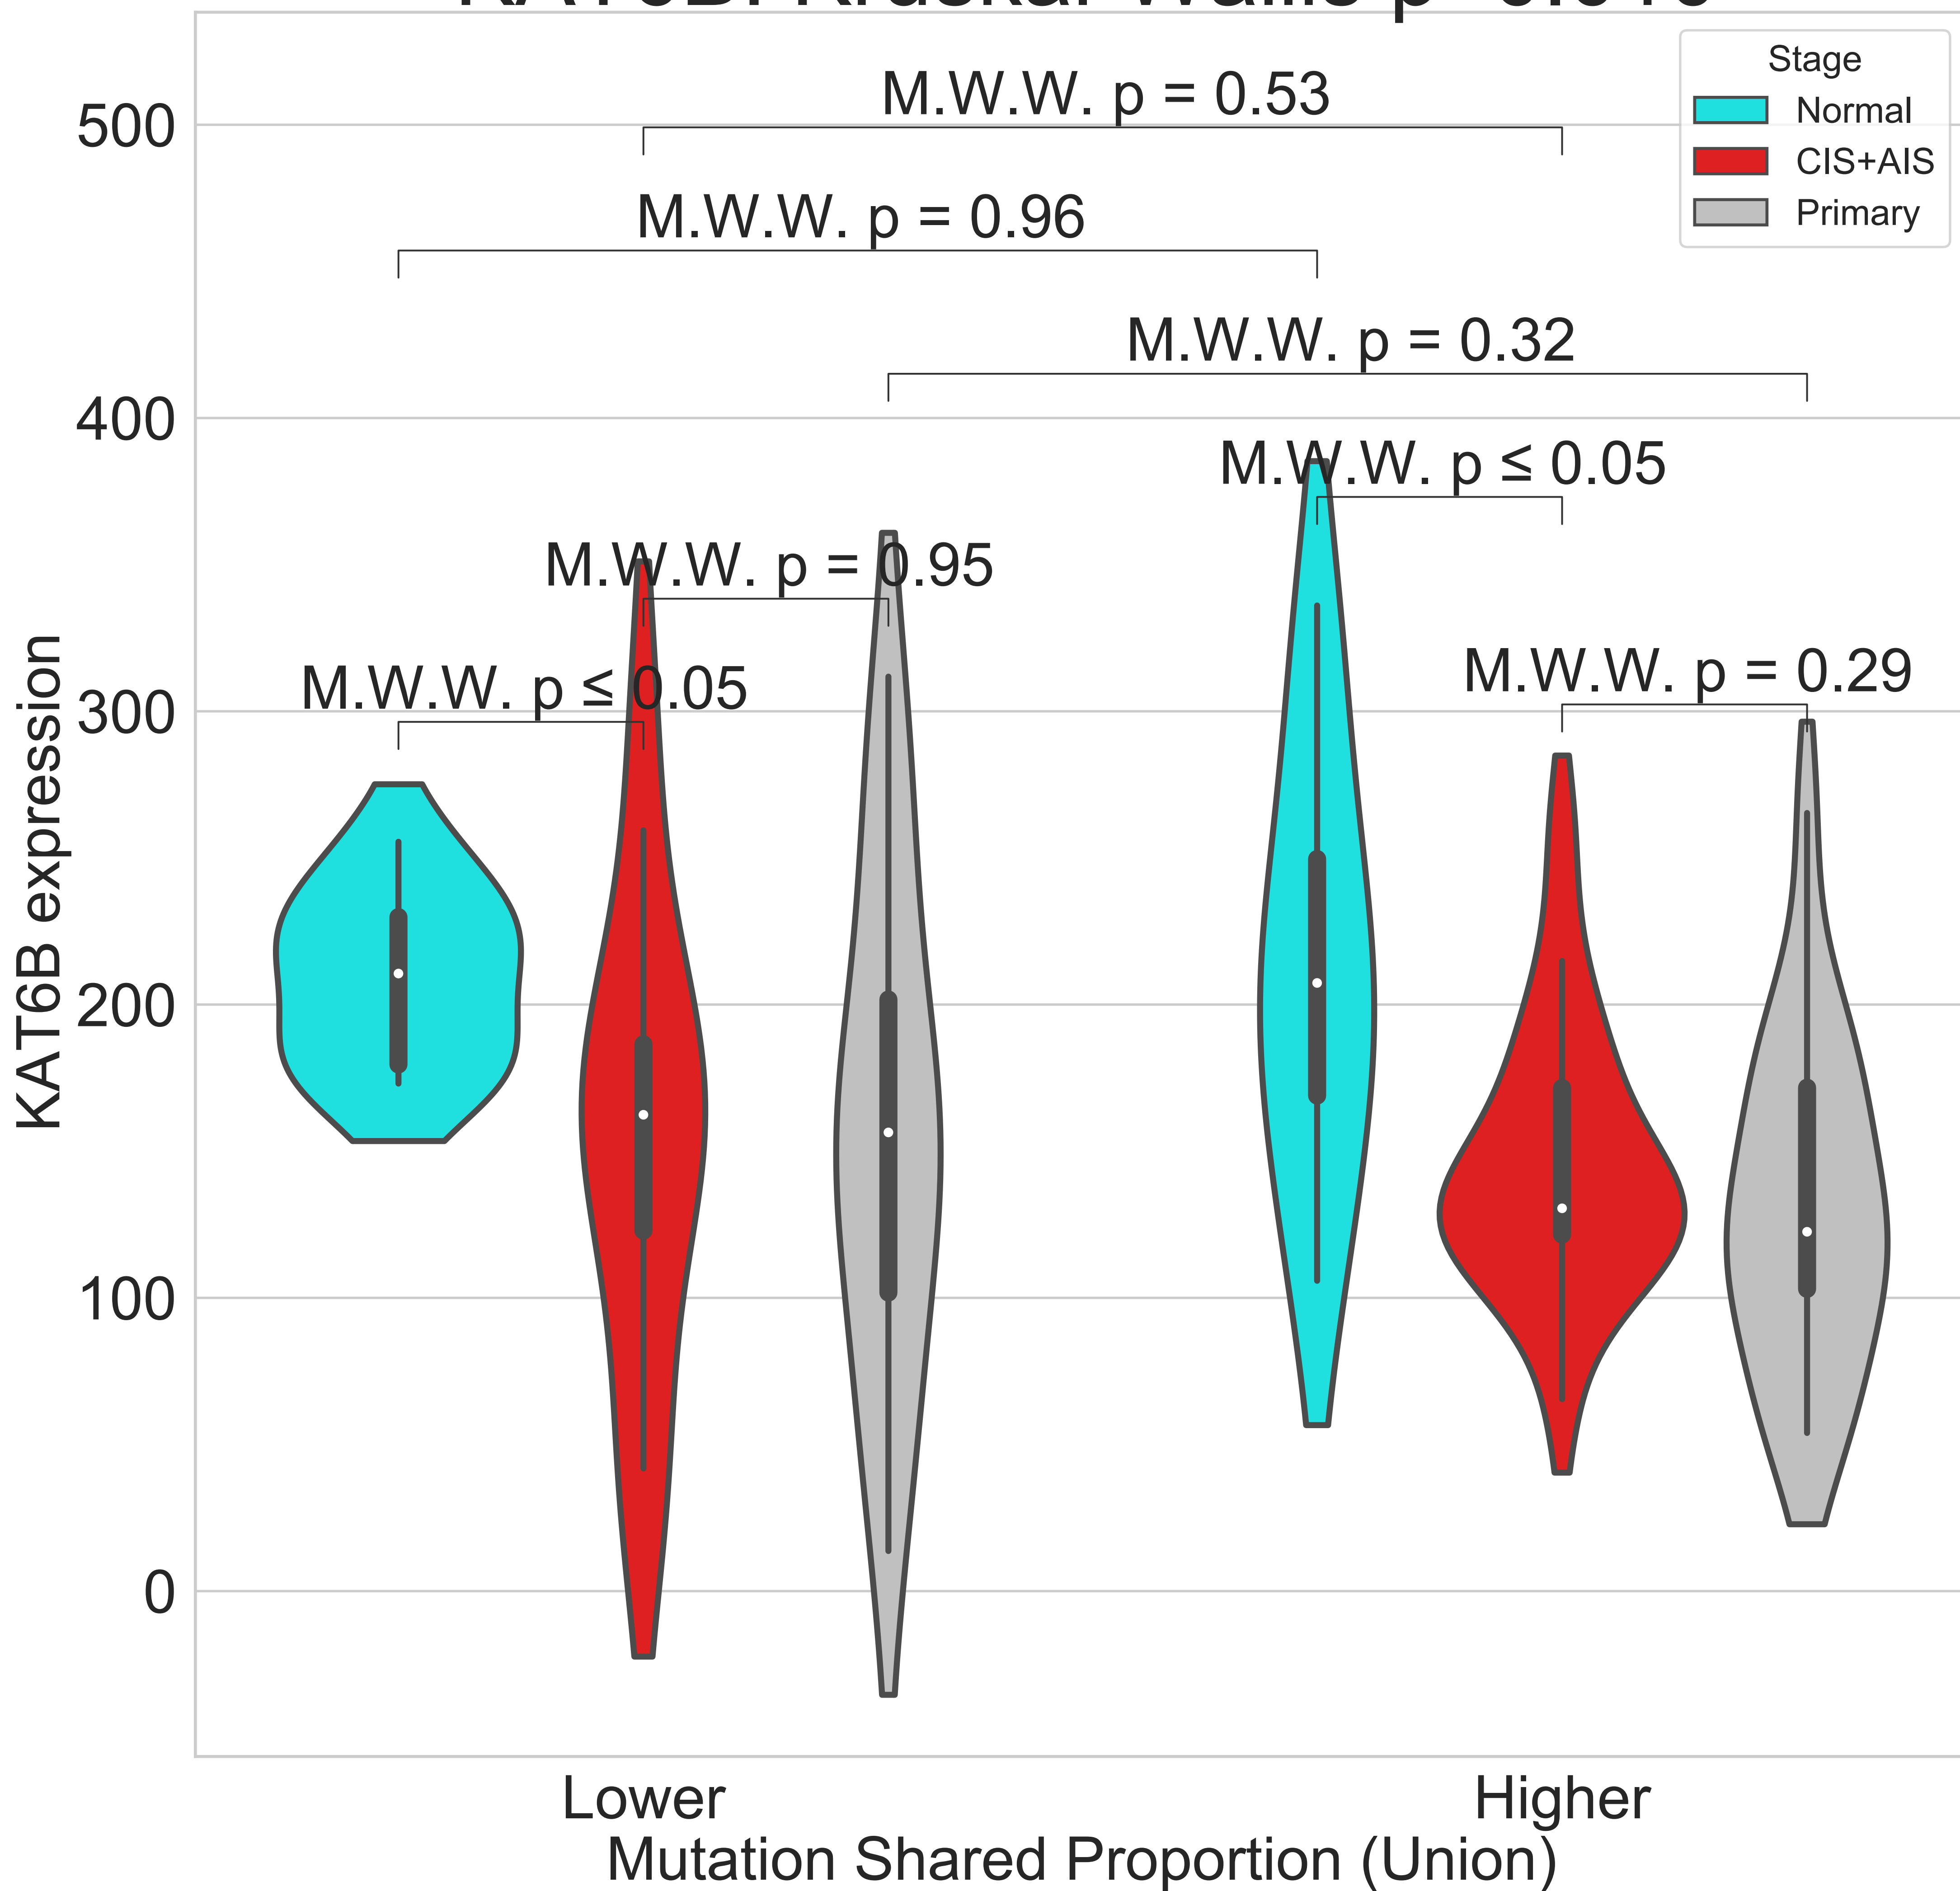 Stage
Normal
CIS+AIS
Primary
M.W.W. p = 0.53
M.W.W. p = 0.96
M.W.W. p = 0.32
M.W.W. p ≤ 0.05
M.W.W. p = 0.95
M.W.W. p ≤ 0.05
M.W.W. p = 0.29
500
400
300
200
100
0
KAT6B expression
Lower
Higher
Mutation Shared Proportion (Union)